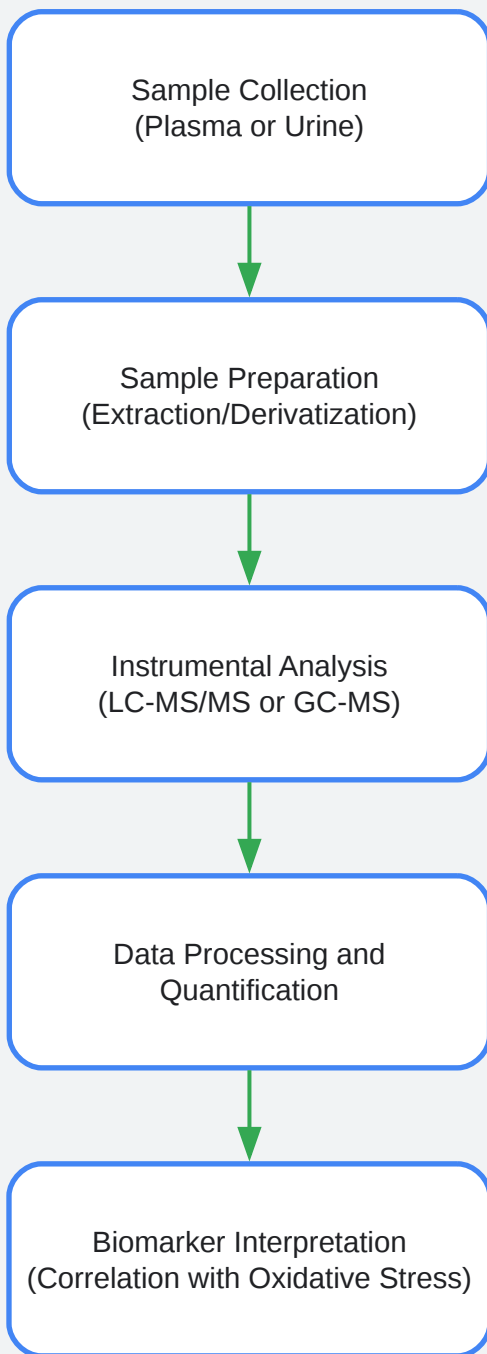 Sample Collection
(Plasma or Urine)
Sample Preparation
(Extraction/Derivatization)
Instrumental Analysis
(LC-MS/MS or GC-MS)
Data Processing and
Quantification
Biomarker Interpretation
(Correlation with Oxidative Stress)